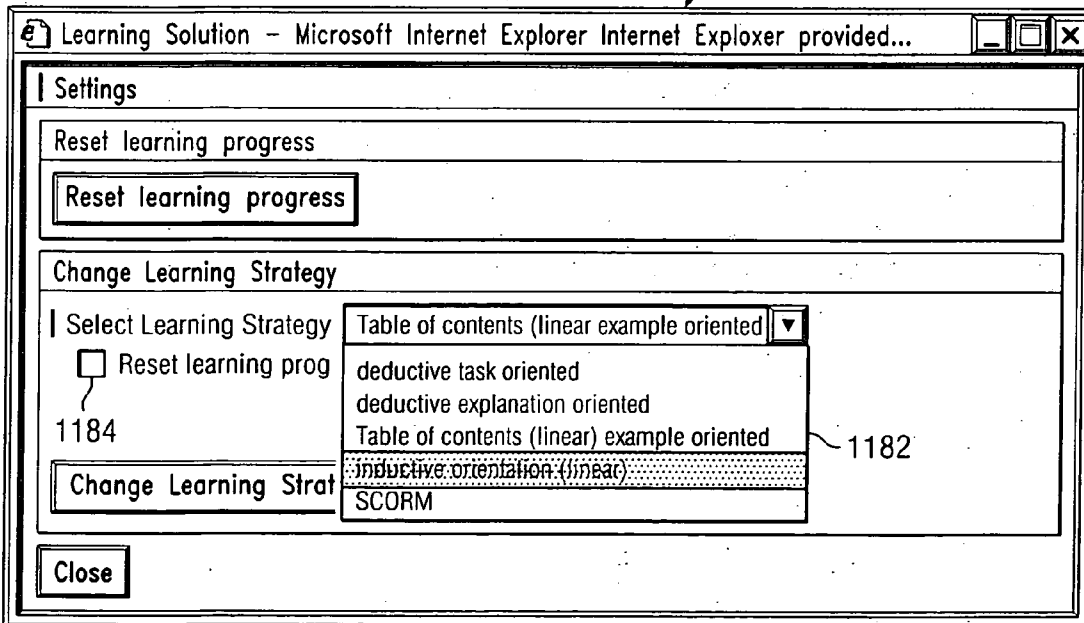 Learning Solution – Microsoft Internet Explorer Internet Exploxer provided...
Settings
Reset learning progress
Reset learning progress
Change Learning Strategy
Select Learning Strategy Table of contents (linear example oriented
Reset learning prog
deductive task oriented
deductive explanation oriented
Table of contents (linear) example oriented
inductive orientation (linear)
SCORM
1184
1182
Change Learning Strat
Close